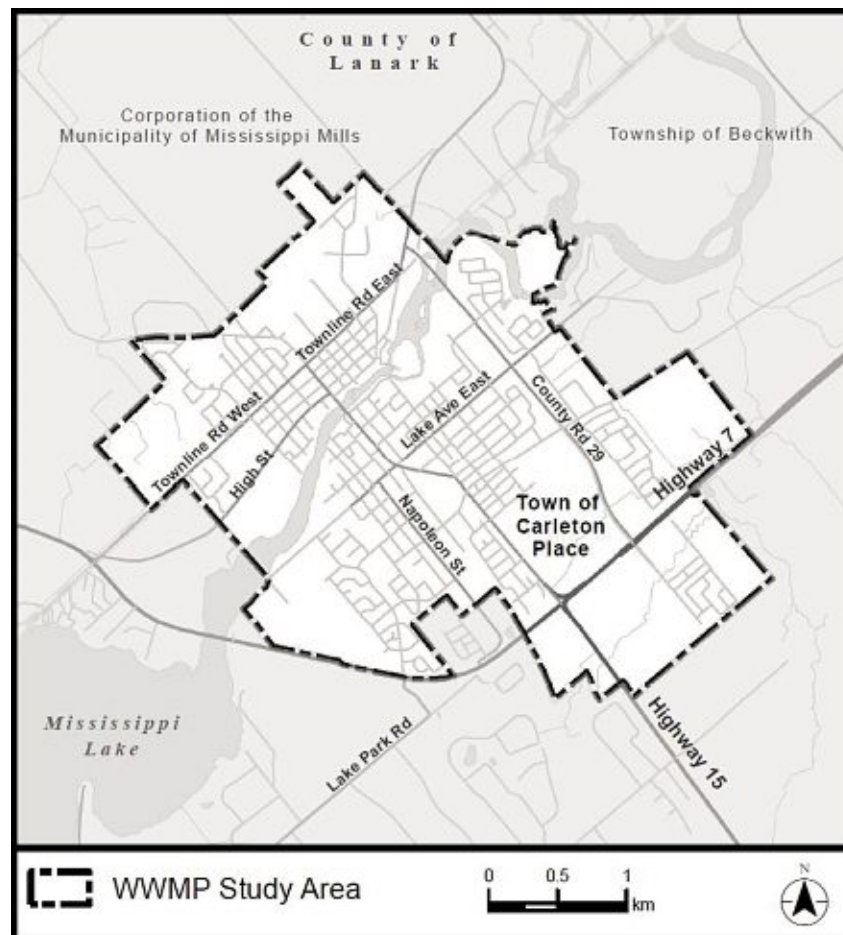 County of
Lanark
Corporation of the
Municipality of Mississippi Mills
Township of Beckwith
Townline Rd East
Lake Ave East
Townline Rd West
High St
County Rd 29
Highway 7
Napoleon St
Town of
Carleton
Place
Mississippi
Lake
Lake Park Rd
Highway 15
WWMP Study Area
0 0.5 1
km
N